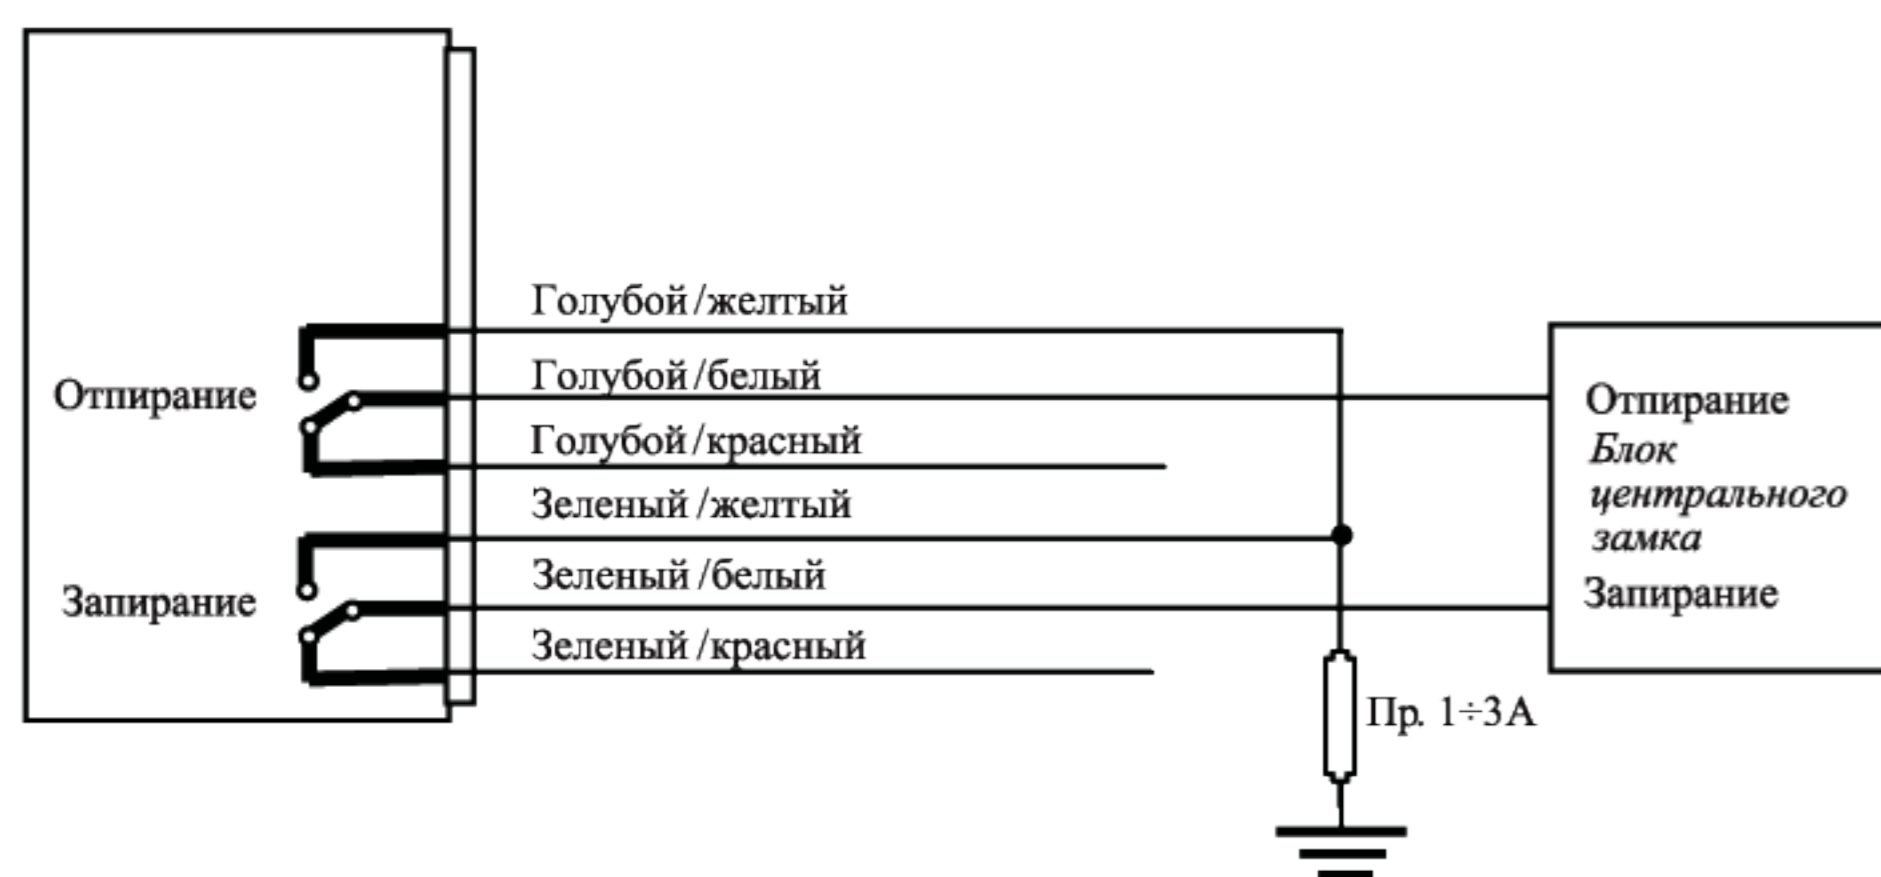 Голубой/желтый
Отпирание
Голубой/белый
Голубой/красный
Зеленый/желтый
Запирание
Зеленый/белый
Зеленый/красный
Отпирание
Блок
центрального
замка
Запирание
Пр. 1÷3А